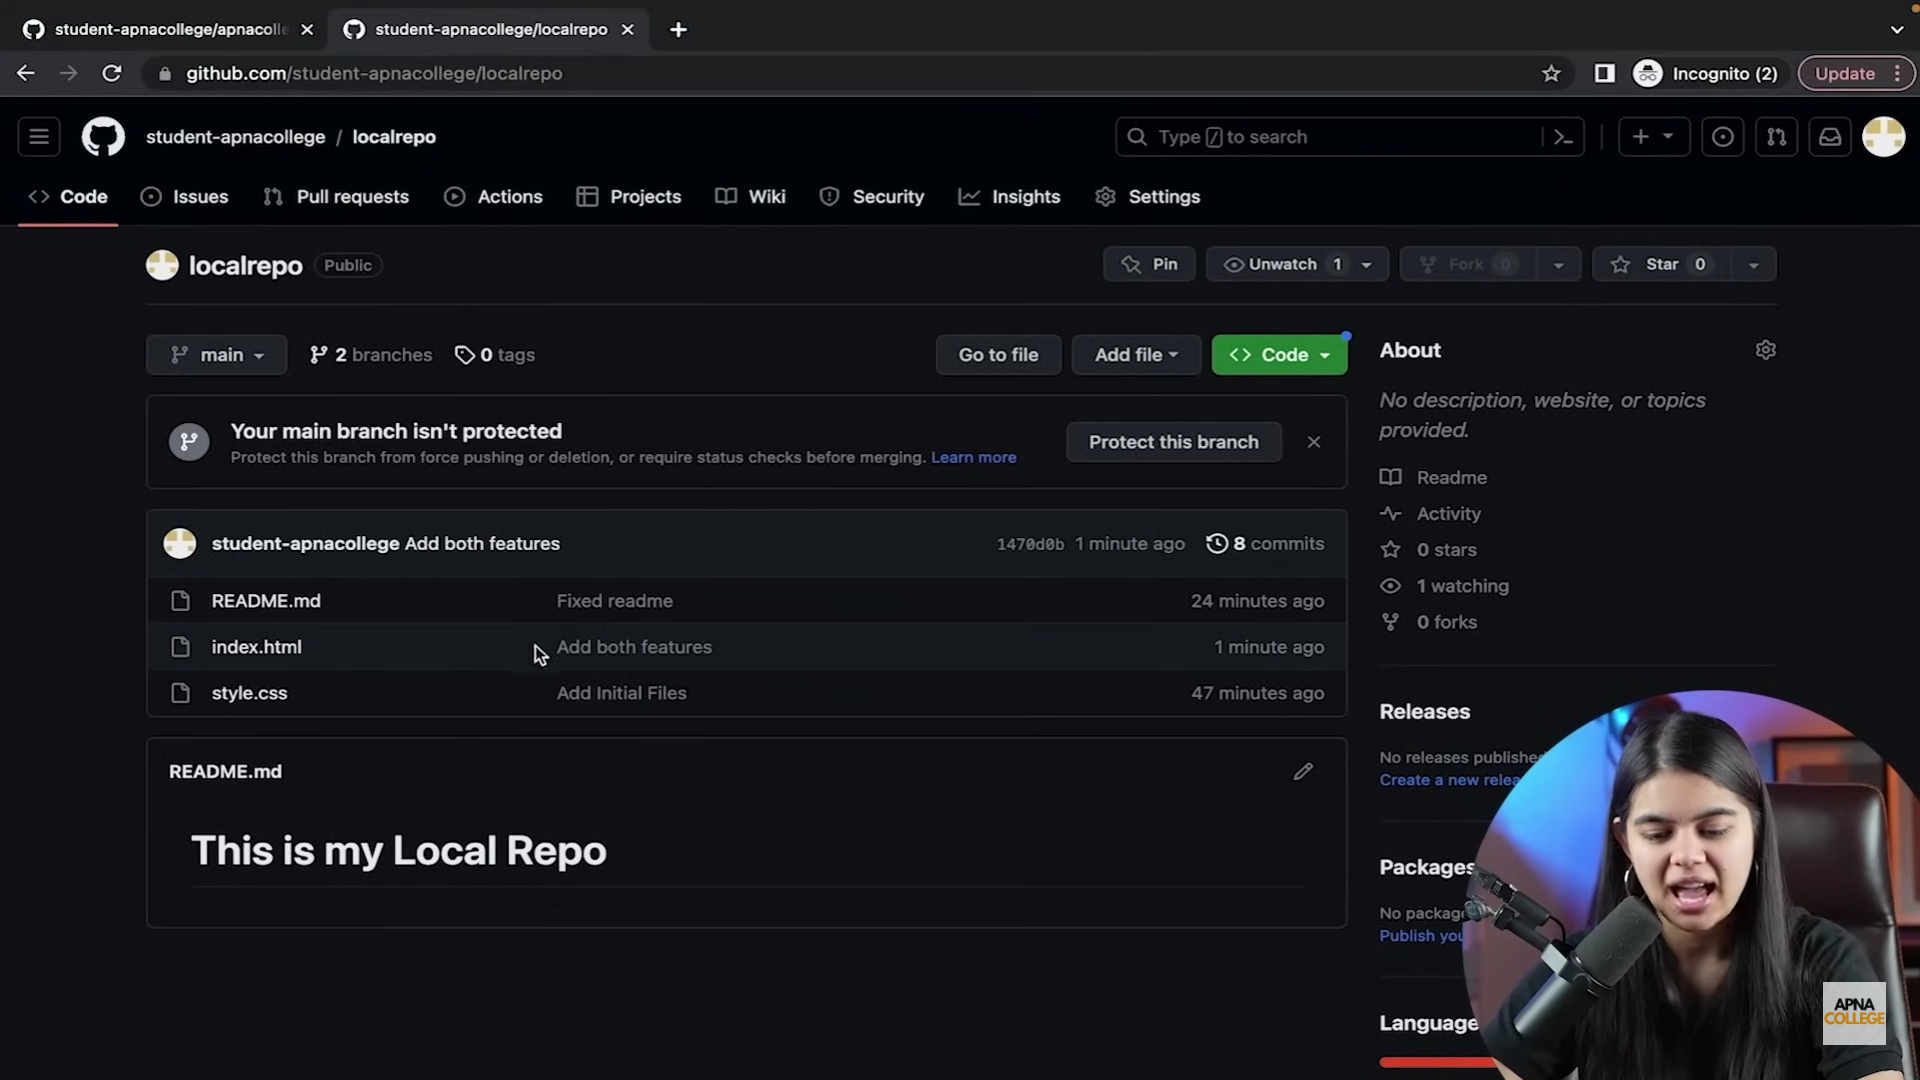 student-apnacollege/apnacoll
student-apnacollege/localrepo
github.com/student-apnacollege/localrepo
Incognito (2)
Update
student-apnacollege / localrepo
Type / to search
Code
Issues
Pull requests
Actions
Projects
Wiki
Security
Insights
Settings
localrepo
Public
Pin
Unwatch 1
Fork 0
Star 0
main
2 branches
0 tags
Go to file
Add file
Code
Your main branch isn't protected
Protect this branch from force pushing or deletion, or require status checks before merging. Learn more
Protect this branch
student-apnacollege Add both features
1470d0b 1 minute ago
8 commits
README.md
Fixed readme
24 minutes ago
index.html
Add both features
1 minute ago
style.css
Add Initial Files
47 minutes ago
README.md
This is my Local Repo
About
No description, website, or topics
provided.
Readme
Activity
0 stars
1 watching
0 forks
Releases
No releases published
Create a new relea
Packages
No packag
Publish you
Language
APNA
COLLEGE